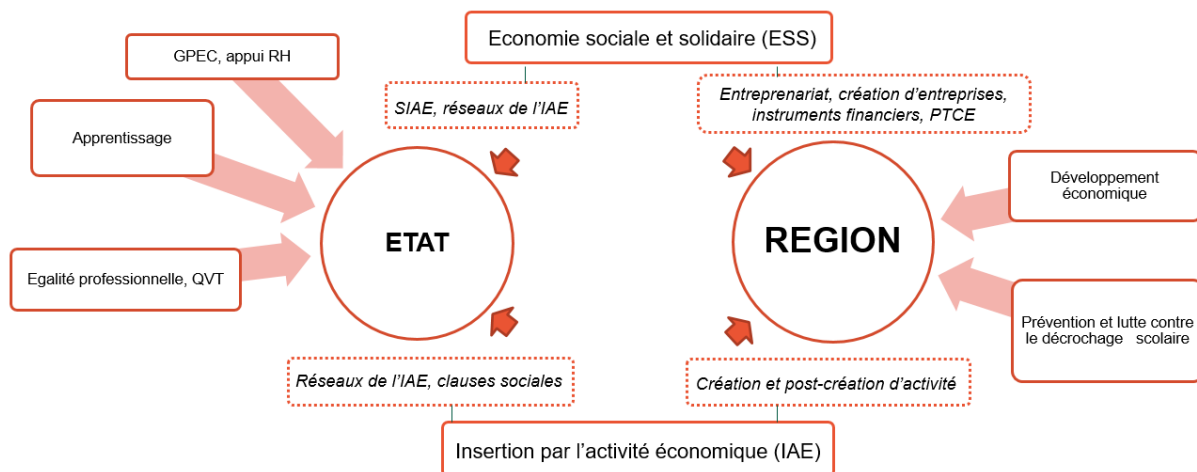 Economie sociale et solidaire (ESS)
GPEC, appui RH
SIAE, réseaux de l’IAE
Entreprenariat, création d’entreprises,
instruments financiers, PTCE
Apprentissage
Développement
économique
ETAT
REGION
Egalité professionnelle, QVT
Prévention et lutte contre
le décrochage scolaire
Réseaux de l’IAE, clauses sociales
Création et post-création d’activité
Insertion par l’activité économique (IAE)